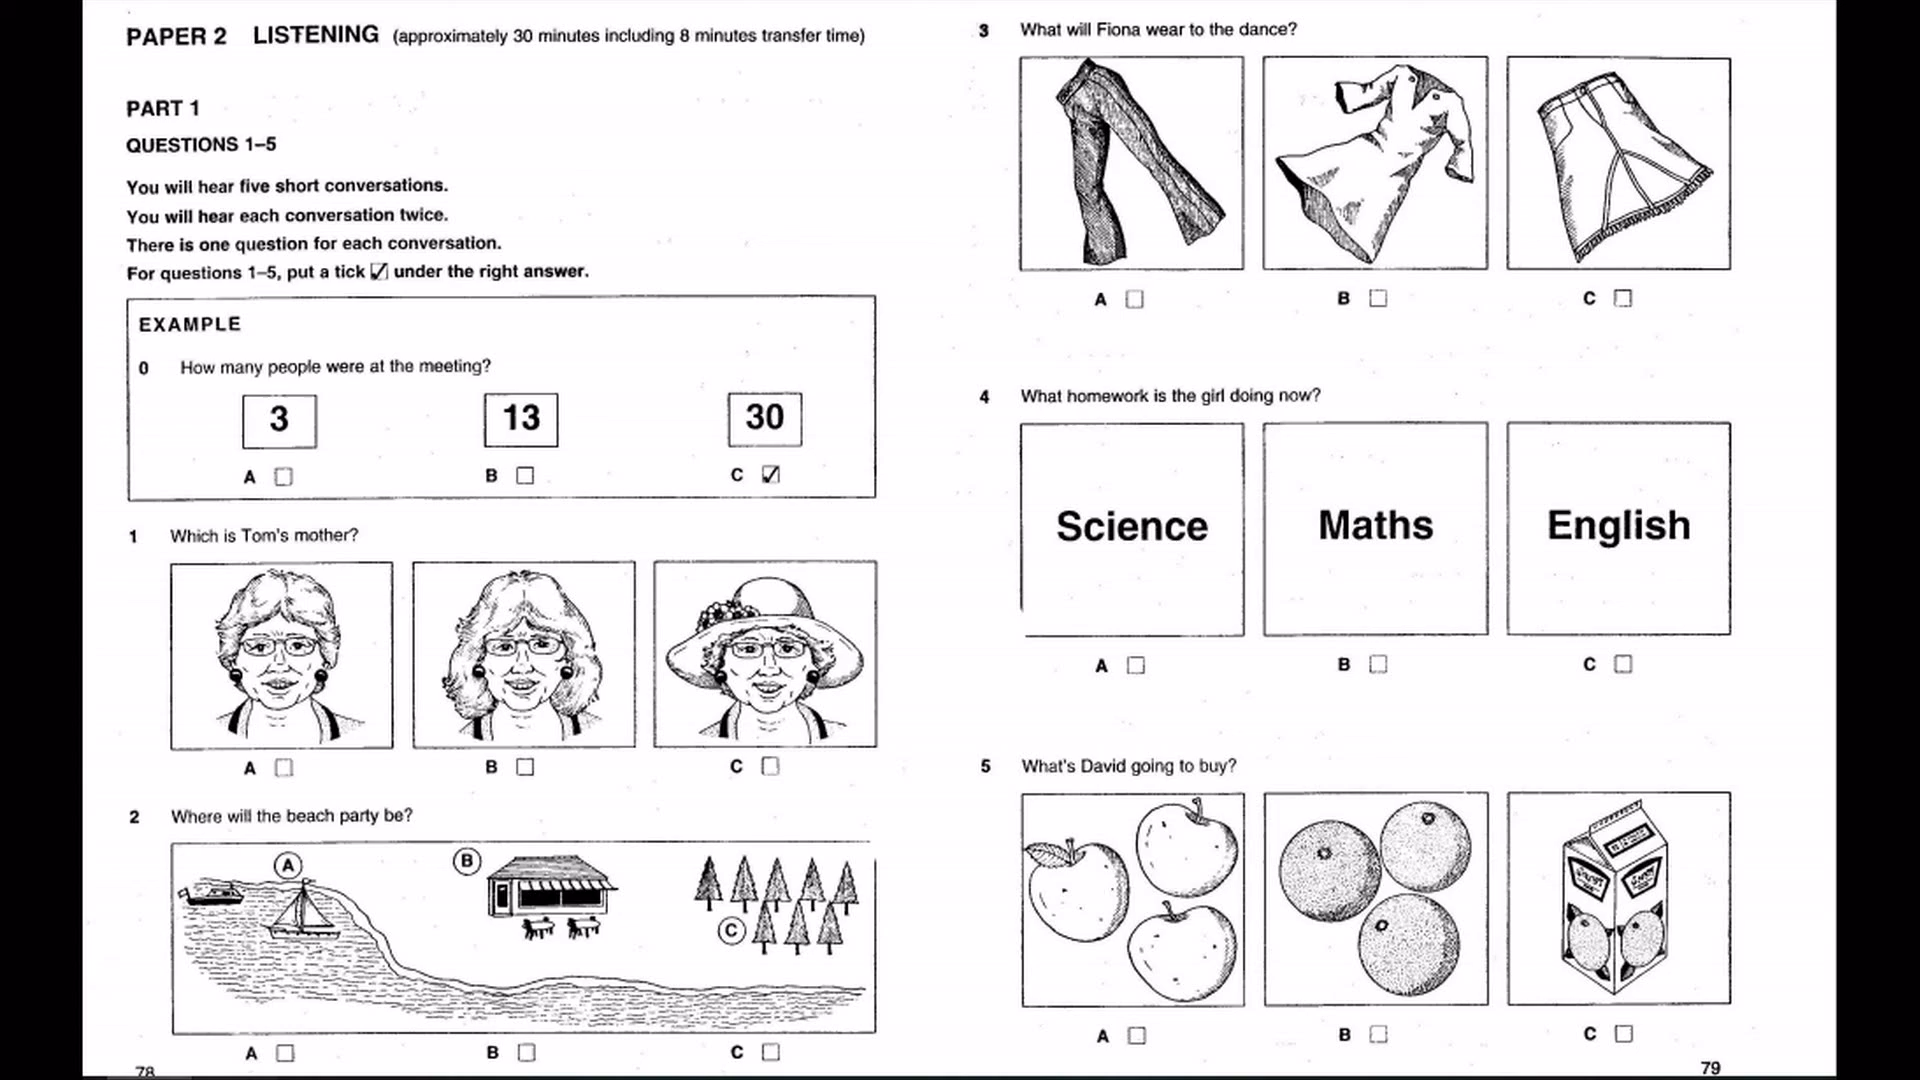 PAPER 2 LISTENING (approximately 30 minutes including 8 minutes transfer time)
PART 1
QUESTIONS 1–5
You will hear five short conversations.
You will hear each conversation twice.
There is one question for each conversation.
For questions 1–5, put a tick ☑ under the right answer.
EXAMPLE
0 How many people were at the meeting?
3 13 30
A ☐ B ☐ C ☑
1 Which is Tom's mother?
A ☐ B ☐ C ☐
2 Where will the beach party be?
A B
C
A ☐ B ☐ C ☐
78
3 What will Fiona wear to the dance?
A ☐ B ☐ C ☐
4 What homework is the girl doing now?
Science Maths English
A ☐ B ☐ C ☐
5 What's David going to buy?
A ☐ B ☐ C ☐
79